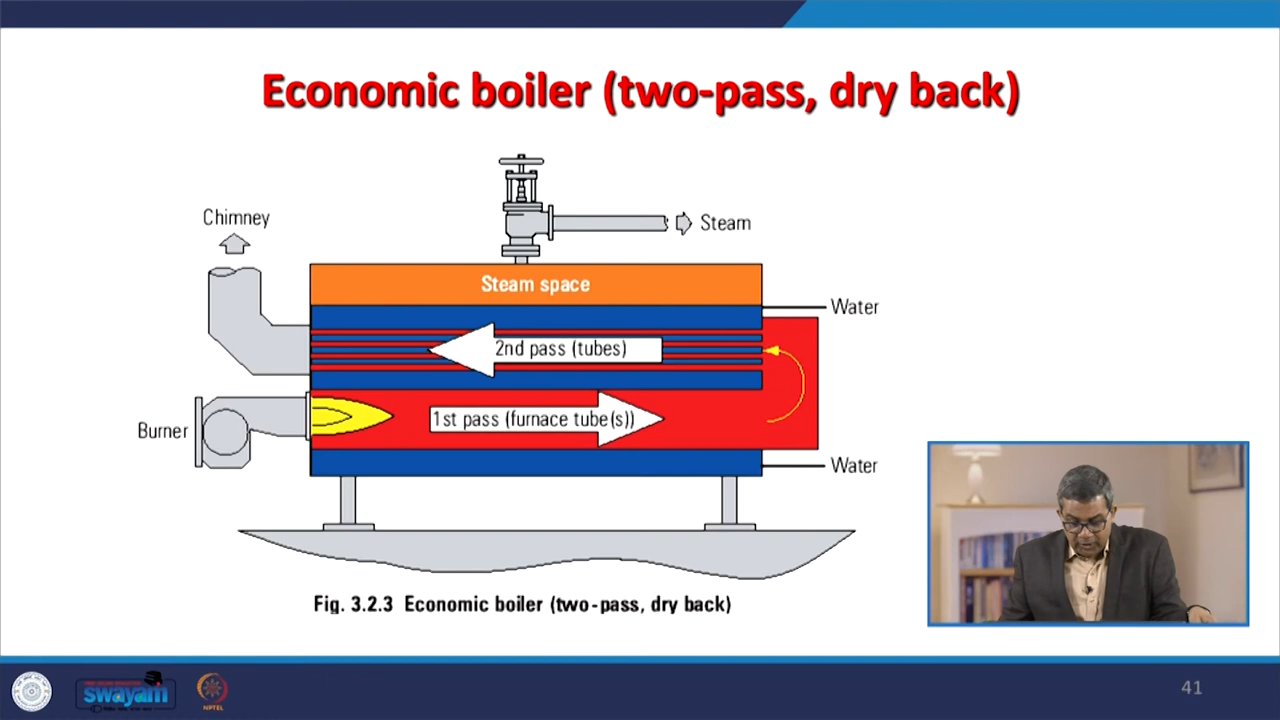 Economic boiler (two-pass, dry back)
Chimney
Steam
Steam space
Water
2nd pass (tubes)
1st pass (furnace tube(s))
Burner
Water
Fig. 3.2.3 Economic boiler (two-pass, dry back)
swayam
NPTEL
41